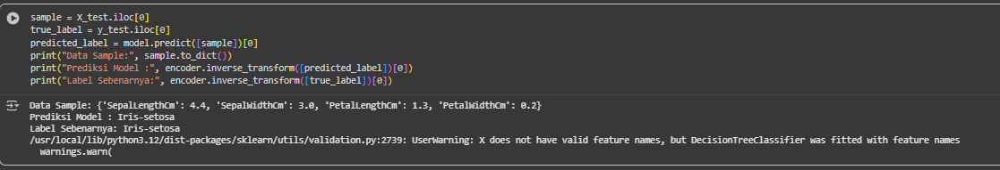 sample = X_test.iloc[0]
true_label = y_test.iloc[0]
predicted_label = model.predict([sample])[0]
print("Data Sample:", sample.to_dict())
print("Prediksi Model :", encoder.inverse_transform([predicted_label])[0])
print("Label Sebenarnya:", encoder.inverse_transform([true_label])[0])
Data Sample: {'SepalLengthCm': 4.4, 'SepalWidthCm': 3.0, 'PetalLengthCm': 1.3, 'PetalWidthCm': 0.2}
Prediksi Model : Iris-setosa
Label Sebenarnya: Iris-setosa
/usr/local/lib/python3.12/dist-packages/sklearn/utils/validation.py:2739: UserWarning: X does not have valid feature names, but DecisionTreeClassifier was fitted with feature names
  warnings.warn(